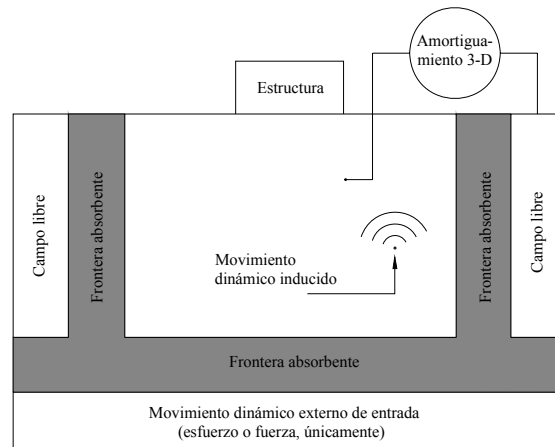 Amortigua-
miento 3-D
Estructura
Campo libre
Frontera absorbente
Movimiento
dinámico inducido
Frontera absorbente
Campo libre
Frontera absorbente
Movimiento dinámico externo de entrada
(esfuerzo o fuerza, únicamente)